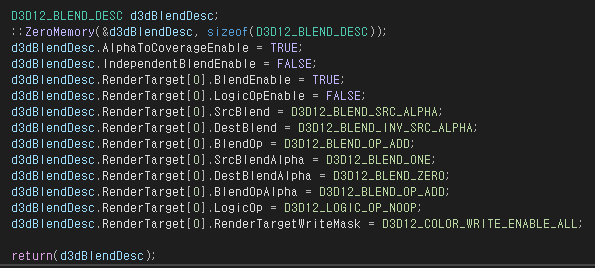 D3D12_BLEND_DESC d3dBlendDesc;
::ZeroMemory(&d3dBlendDesc, sizeof(D3D12_BLEND_DESC));
d3dBlendDesc.AlphaToCoverageEnable = TRUE;
d3dBlendDesc.IndependentBlendEnable = FALSE;
d3dBlendDesc.RenderTarget[0].BlendEnable = TRUE;
d3dBlendDesc.RenderTarget[0].LogicOpEnable = FALSE;
d3dBlendDesc.RenderTarget[0].SrcBlend = D3D12_BLEND_SRC_ALPHA;
d3dBlendDesc.RenderTarget[0].DestBlend = D3D12_BLEND_INV_SRC_ALPHA;
d3dBlendDesc.RenderTarget[0].BlendOp = D3D12_BLEND_OP_ADD;
d3dBlendDesc.RenderTarget[0].SrcBlendAlpha = D3D12_BLEND_ONE;
d3dBlendDesc.RenderTarget[0].DestBlendAlpha = D3D12_BLEND_ZERO;
d3dBlendDesc.RenderTarget[0].BlendOpAlpha = D3D12_BLEND_OP_ADD;
d3dBlendDesc.RenderTarget[0].LogicOp = D3D12_LOGIC_OP_NOOP;
d3dBlendDesc.RenderTarget[0].RenderTargetWriteMask = D3D12_COLOR_WRITE_ENABLE_ALL;
return(d3dBlendDesc);